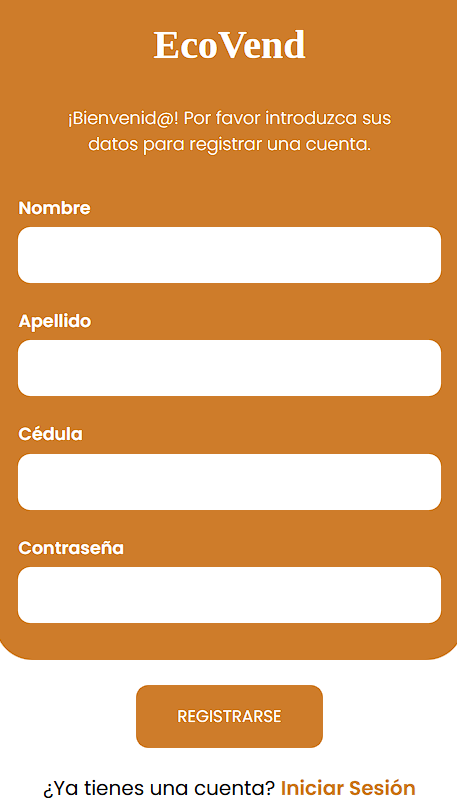 EcoVend
¡Bienvenid@! Por favor introduzca sus
datos para registrar una cuenta.
Nombre
Apellido
Cédula
Contraseña
REGISTRARSE
¿Ya tienes una cuenta? Iniciar Sesión